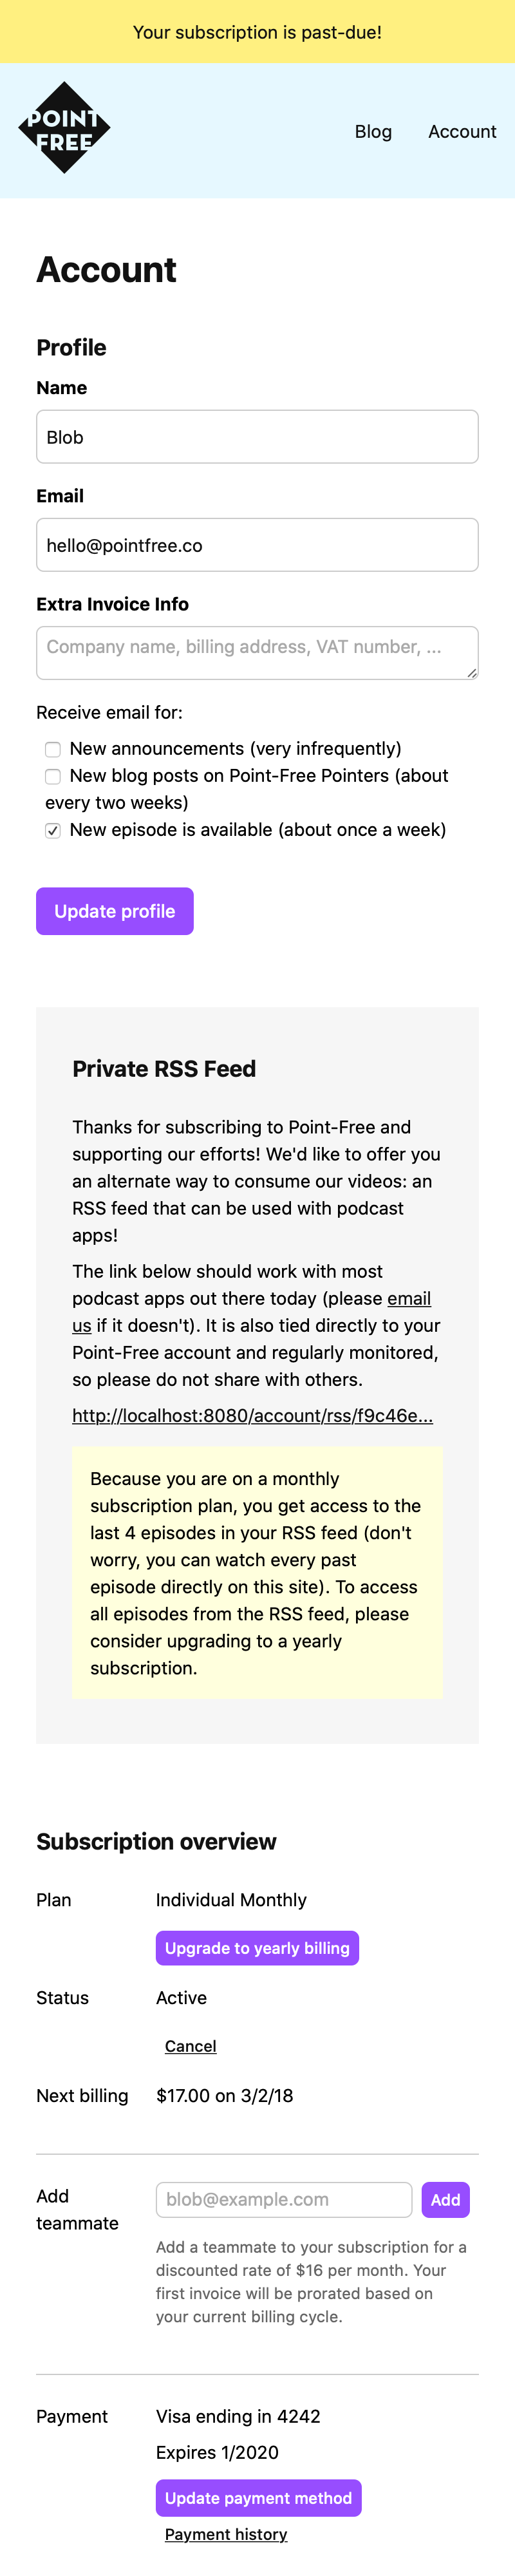 Your subscription is past-due!
POINT
FREE
Blog
Account
Account
Profile
Name
Blob
Email
hello@pointfree.co
Extra Invoice Info
Company name, billing address, VAT number, ...
Receive email for:
New announcements (very infrequently)
New blog posts on Point-Free Pointers (about
every two weeks)
New episode is available (about once a week)
Update profile
Private RSS Feed
Thanks for subscribing to Point-Free and
supporting our efforts! We'd like to offer you
an alternate way to consume our videos: an
RSS feed that can be used with podcast
apps!
The link below should work with most
podcast apps out there today (please email
us if it doesn't). It is also tied directly to your
Point-Free account and regularly monitored,
so please do not share with others.
http://localhost:8080/account/rss/f9c46e...
Because you are on a monthly
subscription plan, you get access to the
last 4 episodes in your RSS feed (don't
worry, you can watch every past
episode directly on this site). To access
all episodes from the RSS feed, please
consider upgrading to a yearly
subscription.
Subscription overview
Plan
Individual Monthly
Upgrade to yearly billing
Status
Active
Cancel
Next billing
$17.00 on 3/2/18
Add
teammate
blob@example.com
Add
Add a teammate to your subscription for a
discounted rate of $16 per month. Your
first invoice will be prorated based on
your current billing cycle.
Payment
Visa ending in 4242
Expires 1/2020
Update payment method
Payment history